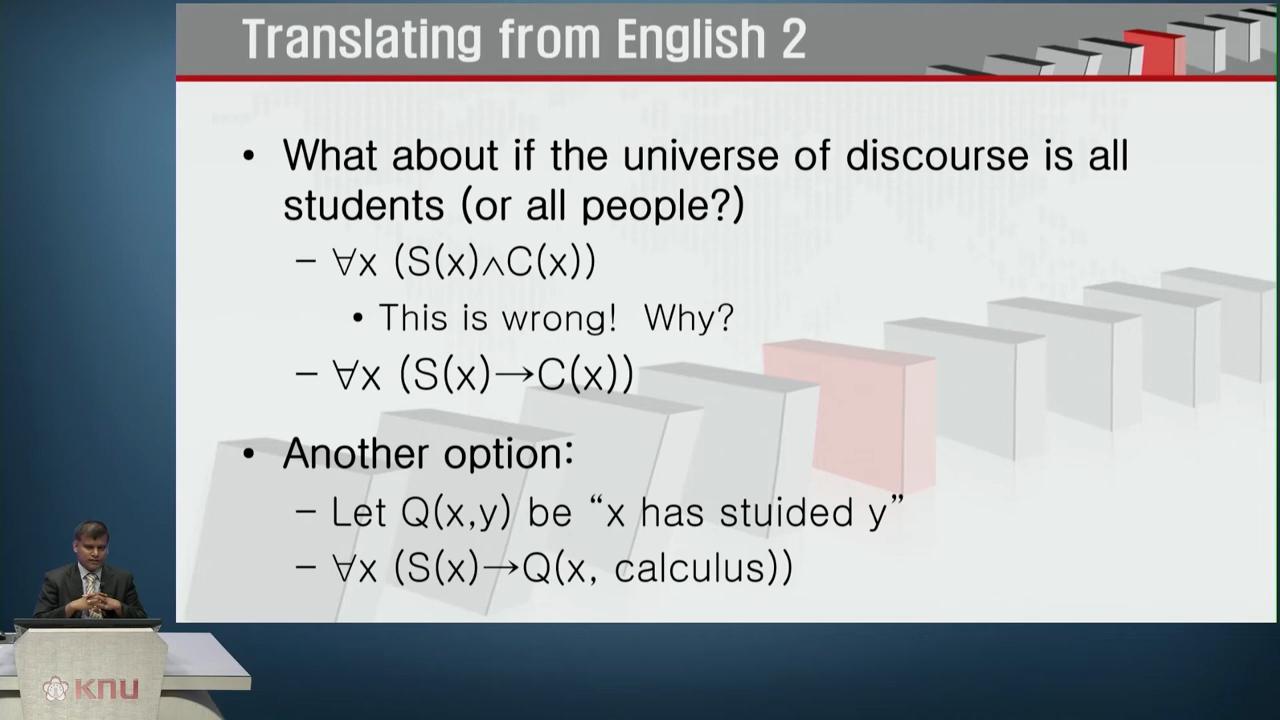 Translating from English 2
• What about if the universe of discourse is all
students (or all people?)
– ∀x (S(x)∧C(x))
• This is wrong! Why?
– ∀x (S(x)→C(x))
• Another option:
– Let Q(x,y) be “x has stuided y”
– ∀x (S(x)→Q(x, calculus))
KNU